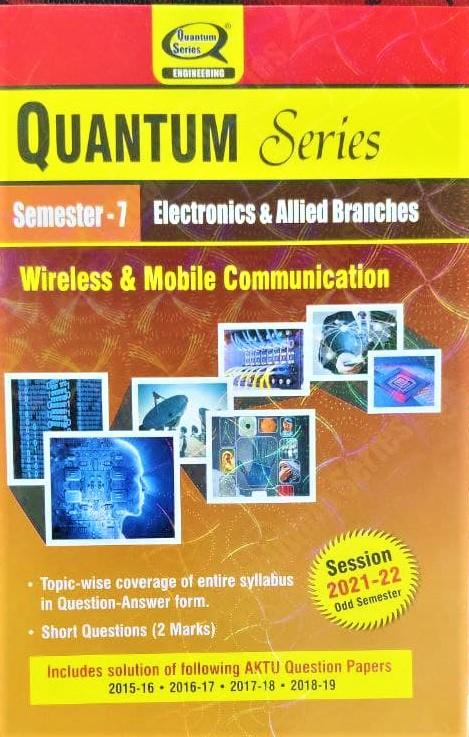 Quantum
Series
®
ENGINEERING
QUANTUM Series
Semester - 7 Electronics & Allied Branches
Wireless & Mobile Communication
Session
2021-22
Odd Semester
• Topic-wise coverage of entire syllabus
in Question-Answer form.
• Short Questions (2 Marks)
Includes solution of following AKTU Question Papers
2015-16 • 2016-17 • 2017-18 • 2018-19